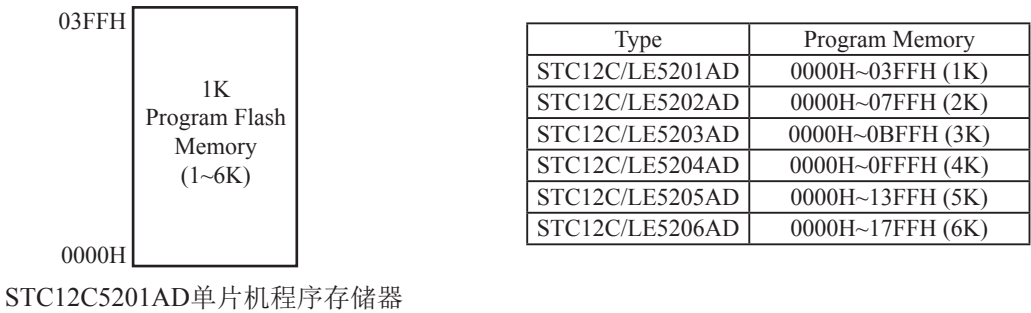 03FFH
1K
Program Flash
Memory
(1~6K)
0000H
STC12C5201AD单片机程序存储器
Type Program Memory
STC12C/LE5201AD 0000H~03FFH (1K)
STC12C/LE5202AD 0000H~07FFH (2K)
STC12C/LE5203AD 0000H~0BFFH (3K)
STC12C/LE5204AD 0000H~0FFFH (4K)
STC12C/LE5205AD 0000H~13FFH (5K)
STC12C/LE5206AD 0000H~17FFH (6K)